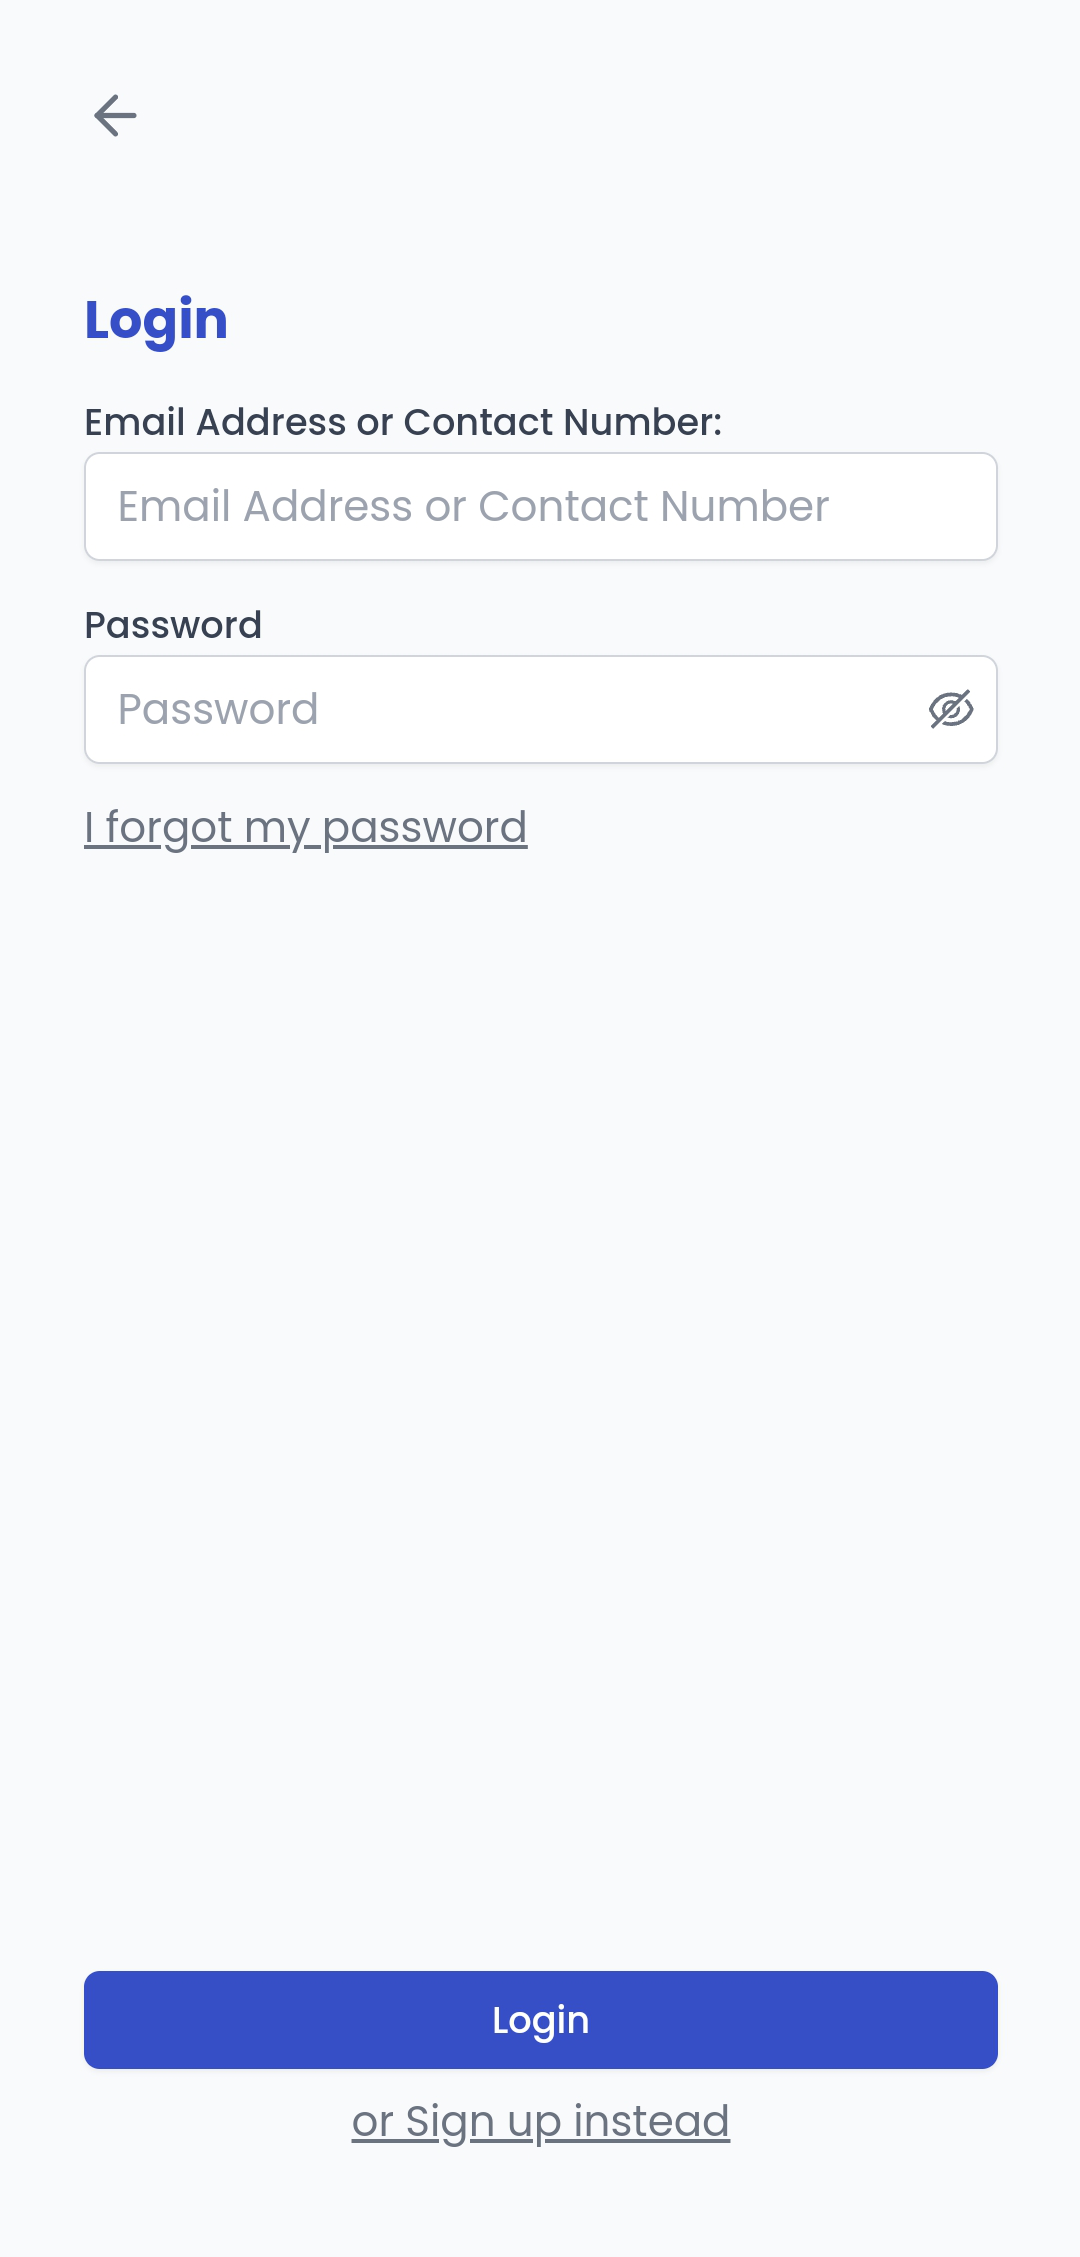 Login
Email Address or Contact Number:
Email Address or Contact Number
Password
Password
I forgot my password
Login
or Sign up instead